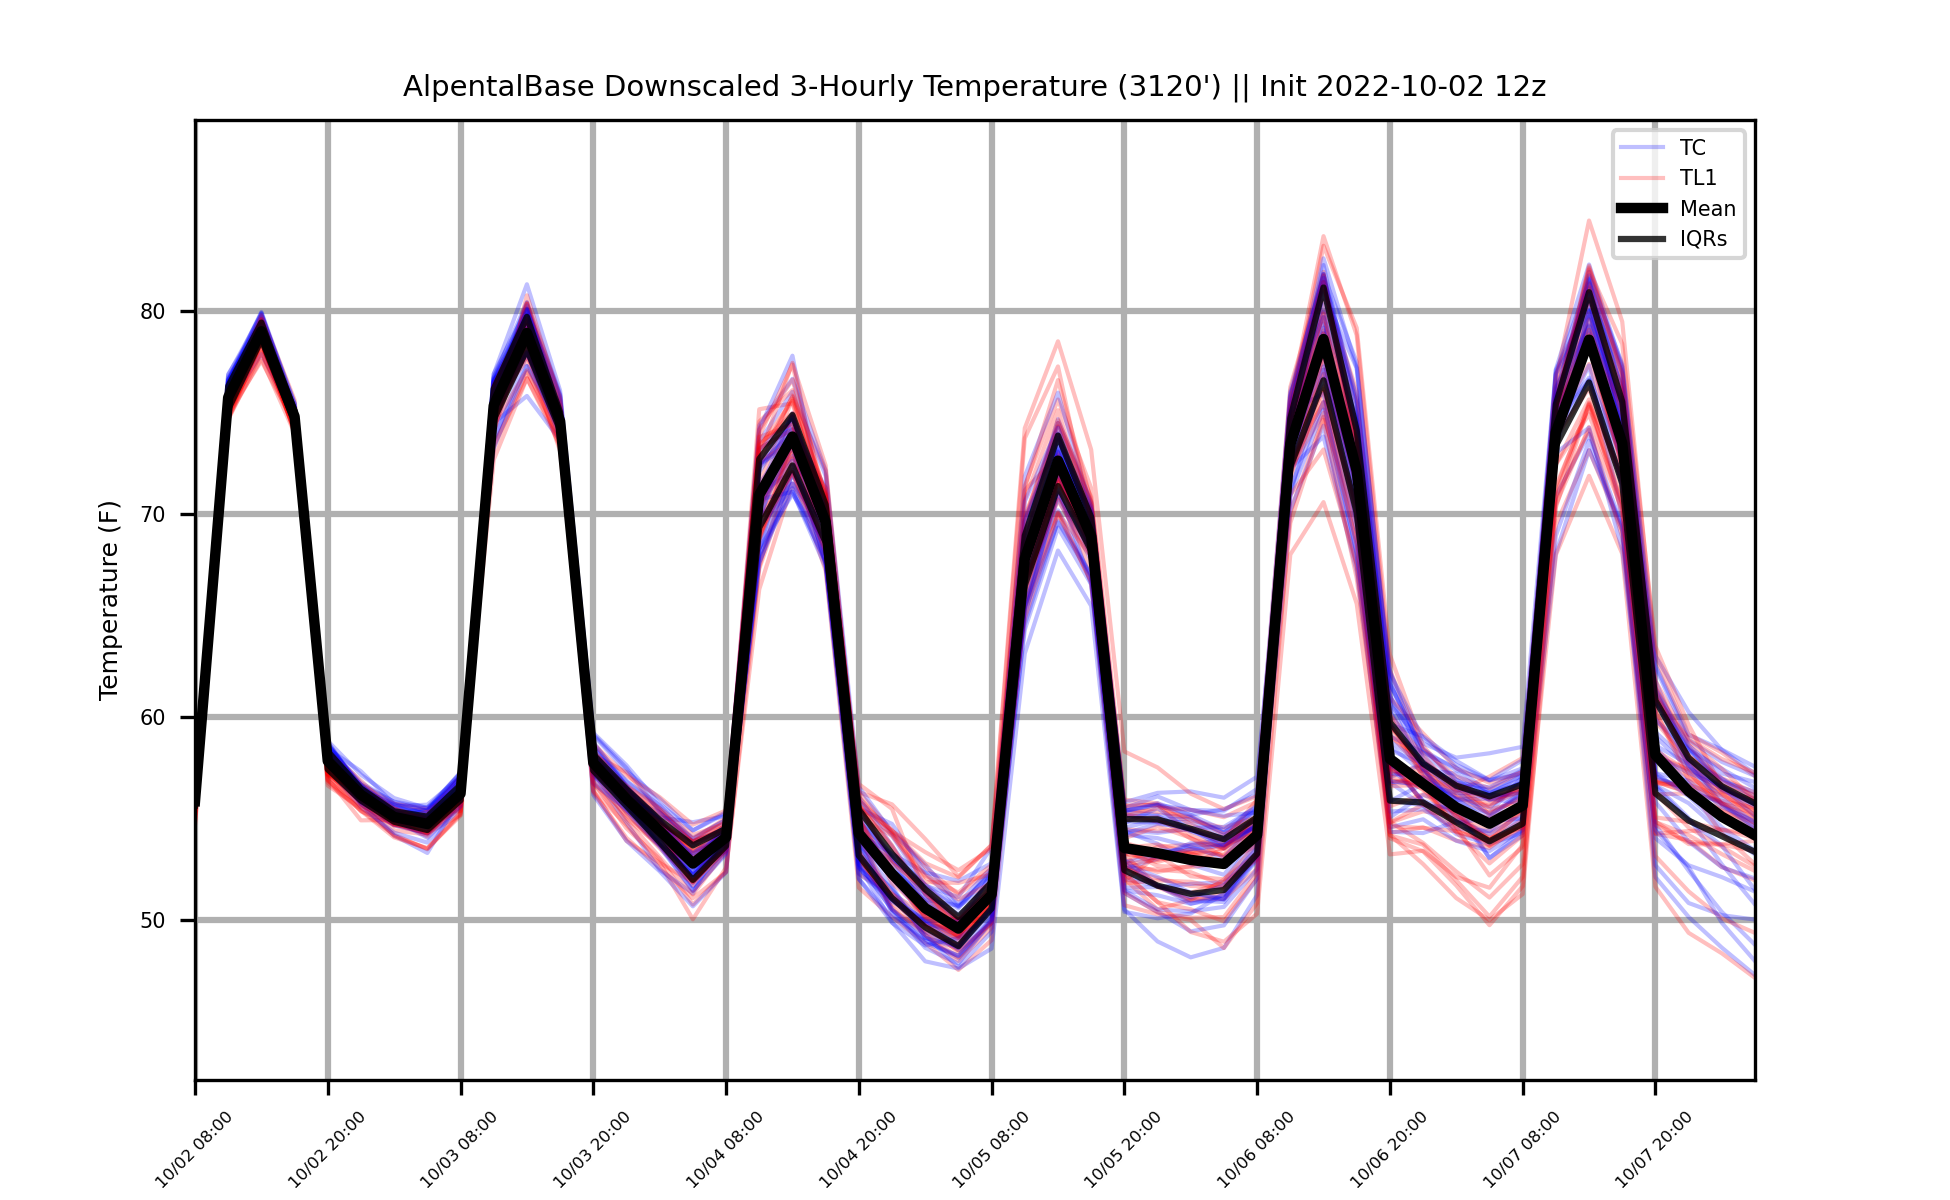 AlpentalBase Downscaled 3-Hourly Temperature (3120') || Init 2022-10-02 12z
TC
TL1
Mean
IQRs
Temperature (F)
80
70
60
50
10/02 08:00
10/02 20:00
10/03 08:00
10/03 20:00
10/04 08:00
10/04 20:00
10/05 08:00
10/05 20:00
10/06 08:00
10/06 20:00
10/07 08:00
10/07 20:00